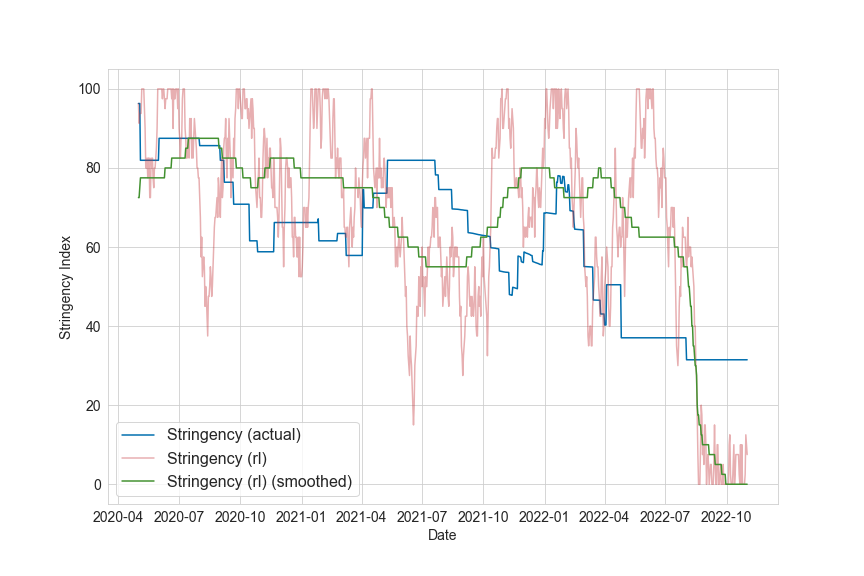 100
80
60
40
20
0
Stringency Index
Stringency (actual)
Stringency (rl)
Stringency (rl) (smoothed)
2020-04 2020-07 2020-10 2021-01 2021-04 2021-07 2021-10 2022-01 2022-04 2022-07 2022-10
Date